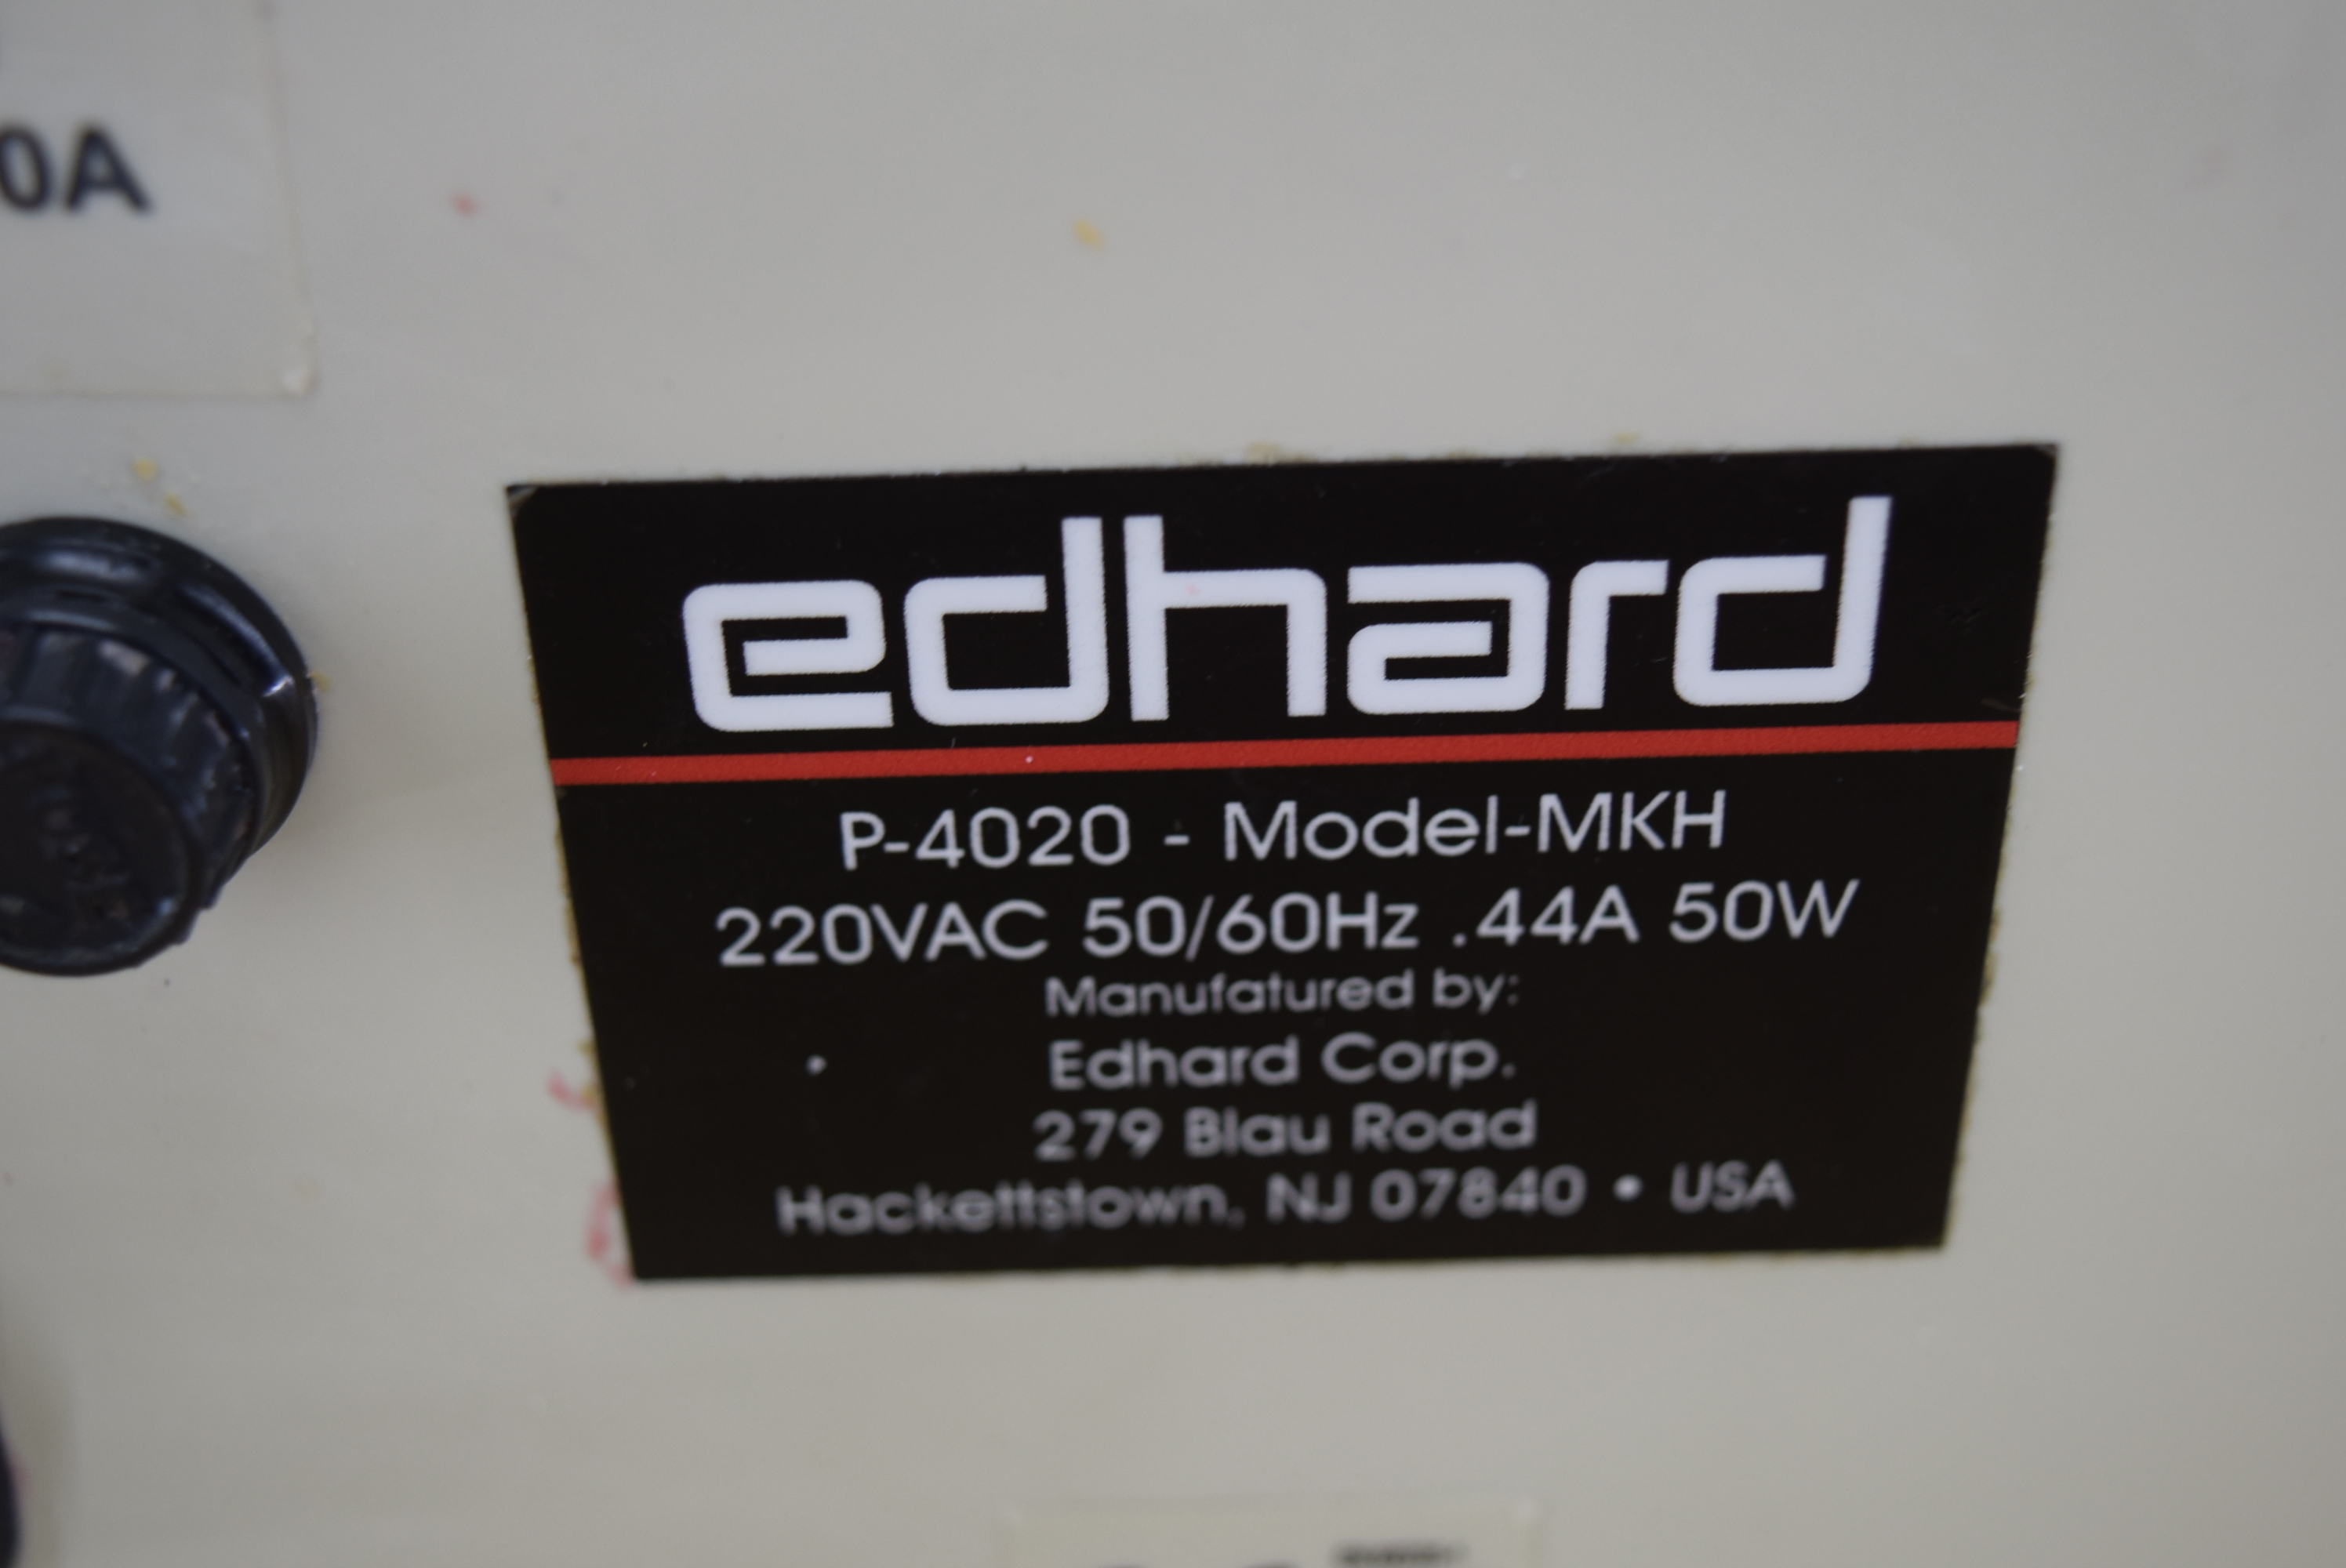 0A
edhard
P-4020 - Model-MKH
220VAC 50/60Hz .44A 50W
Manufatured by:
Edhard Corp.
279 Blau Road
Hackettstown, NJ 07840 • USA